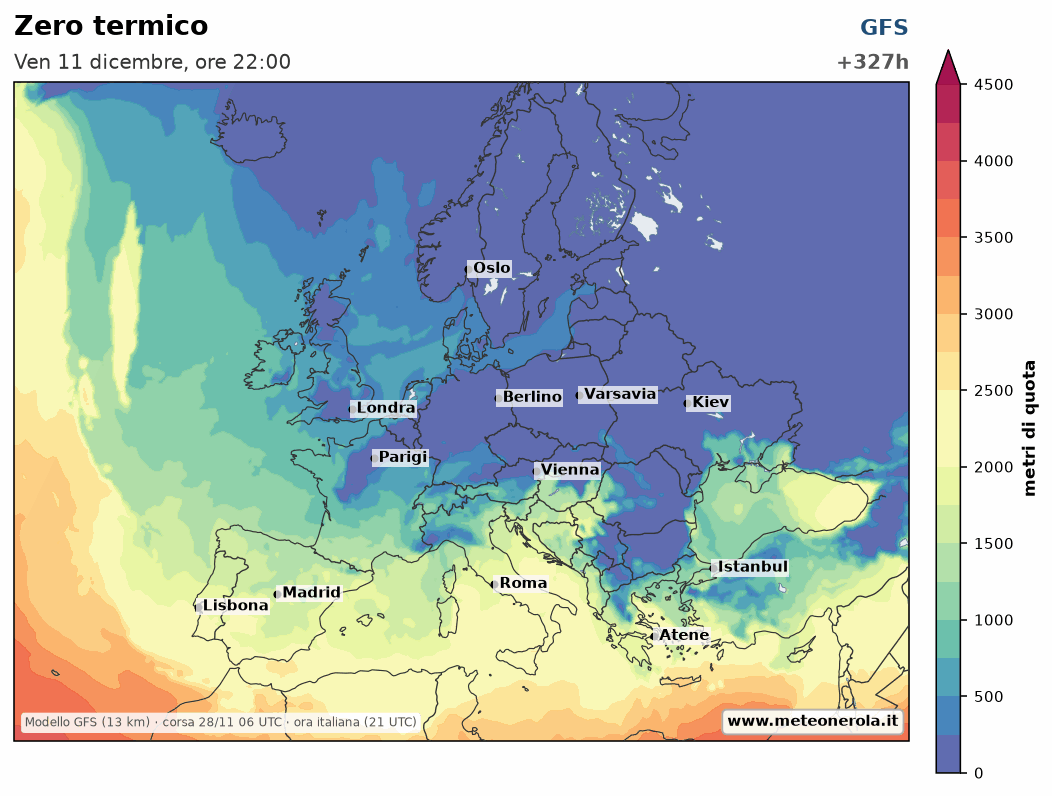 Zero termico
GFS
Ven 11 dicembre, ore 22:00
+327h
4500
4000
3500
3000
2500
2000
1500
1000
500
0
metri di quota
Oslo
Londra
Berlino
Varsavia
Kiev
Parigi
Vienna
Istanbul
Roma
Madrid
Lisbona
Atene
Modello GFS (13 km) · corsa 28/11 06 UTC · ora italiana (21 UTC)
www.meteonerola.it